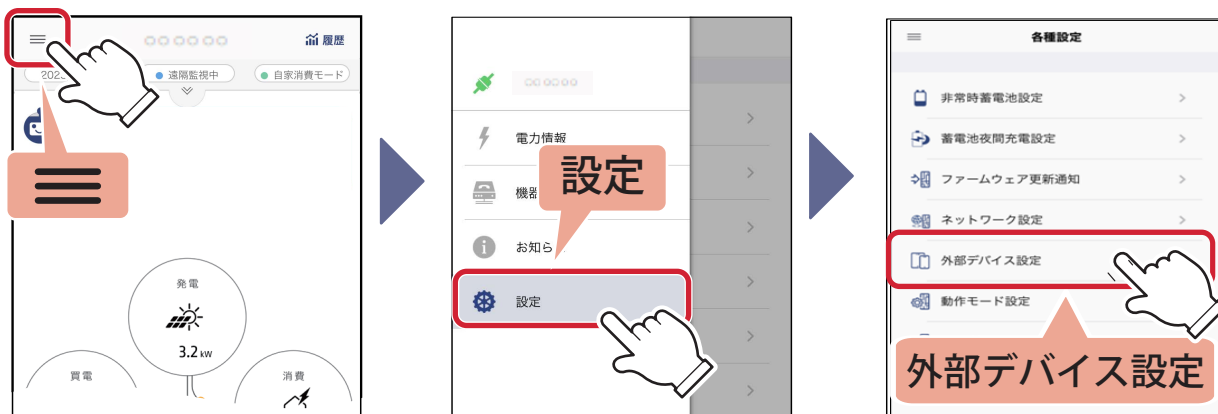 履歴
遠隔監視中
自家消費モード
発電
3.2 kW
買電
消費
電力情報
設定
機器
お知ら
設定
各種設定
非常時蓄電池設定
蓄電池夜間充電設定
ファームウェア更新通知
ネットワーク設定
外部デバイス設定
動作モード設定
外部デバイス設定